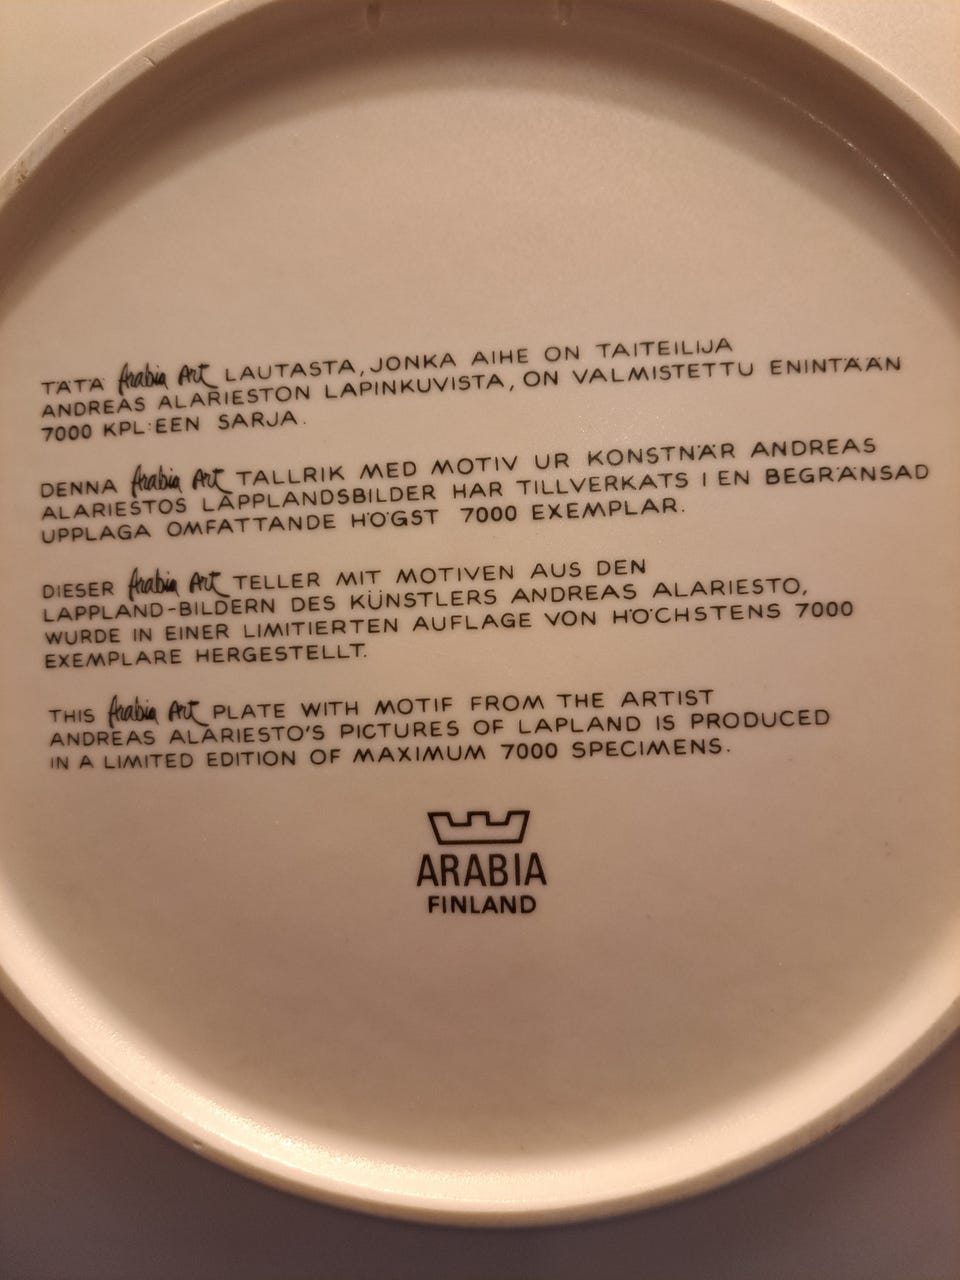 TÄTÄ Arabia Art LAUTASTA, JONKA AIHE ON TAITEILIJA
ANDREAS ALARIESTON LAPINKUVISTA, ON VALMISTETTU ENINTÄÄN
7000 KPL:EEN SARJA.
DENNA Arabia Art TALLRIK MED MOTIV UR KONSTNÄR ANDREAS
ALARIESTOS LAPPLANDSBILDER HAR TILLVERKATS I EN BEGRÄNSAD
UPPLAGA OMFATTANDE HÖGST 7000 EXEMPLAR.
DIESER Arabia Art TELLER MIT MOTIVEN AUS DEN
LAPPLAND-BILDERN DES KÜNSTLERS ANDREAS ALARIESTO,
WURDE IN EINER LIMITIERTEN AUFLAGE VON HÖCHSTENS 7000
EXEMPLARE HERGESTELLT.
THIS Arabia Art PLATE WITH MOTIF FROM THE ARTIST
ANDREAS ALARIESTO'S PICTURES OF LAPLAND IS PRODUCED
IN A LIMITED EDITION OF MAXIMUM 7000 SPECIMENS.
ARABIA
FINLAND